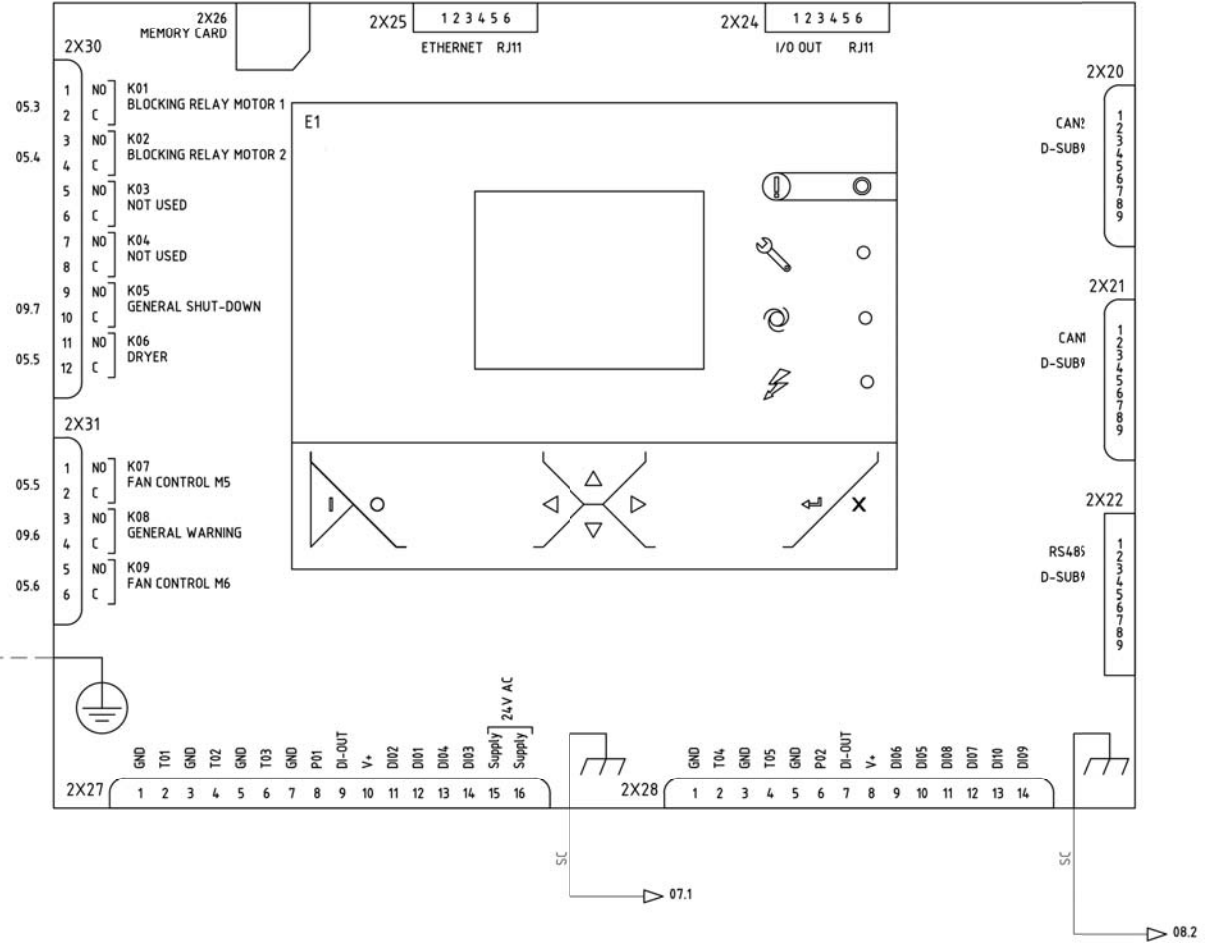 2X26
MEMORY CARD
2X25
1 2 3 4 5 6
ETHERNET RJ11
2X24
1 2 3 4 5 6
I/O OUT RJ11
2X30
05.3
1 NO K01
BLOCKING RELAY MOTOR 1
2 C
05.4
3 NO K02
BLOCKING RELAY MOTOR 2
4 C
5 NO K03
NOT USED
6 C
7 NO K04
NOT USED
8 C
09.7
9 NO K05
GENERAL SHUT-DOWN
10 C
05.5
11 NO K06
DRYER
12 C
2X31
05.5
1 NO K07
FAN CONTROL M5
2 C
09.6
3 NO K08
GENERAL WARNING
4 C
05.6
5 NO K09
FAN CONTROL M6
6 C
E1
X
2X20
CAN2
D-SUB9
1
2
3
4
5
6
7
8
9
2X21
CAN1
D-SUB9
1
2
3
4
5
6
7
8
9
2X22
RS485
D-SUB9
1
2
3
4
5
6
7
8
9
24V AC
GND T01 GND T02 GND T03 GND P01 DI-OUT V+ DI02 DI01 DI04 DI03 Supply Supply
2X27 1 2 3 4 5 6 7 8 9 10 11 12 13 14 15 16
GND T04 GND T05 GND P02 DI-OUT V+ DI06 DI05 DI08 DI07 DI10 DI09
2X28 1 2 3 4 5 6 7 8 9 10 11 12 13 14
SC
07.1
SC
08.2